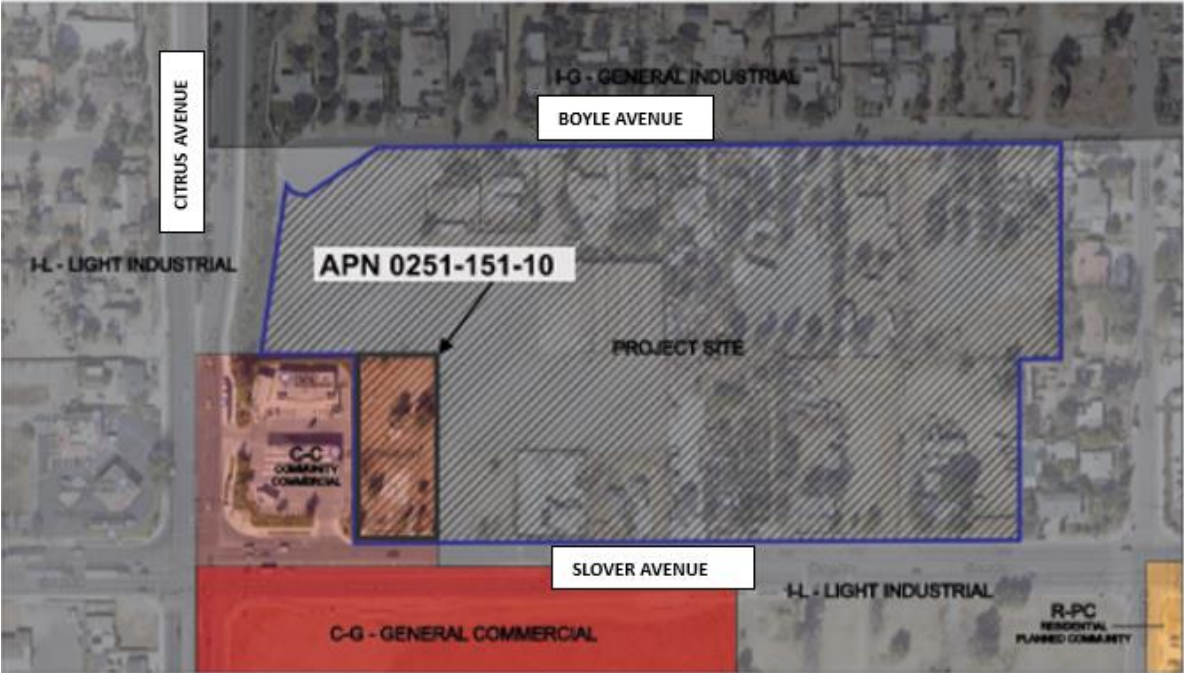 I-G - GENERAL INDUSTRIAL
BOYLE AVENUE
CITRUS AVENUE
I-L - LIGHT INDUSTRIAL
APN 0251-151-10
PROJECT SITE
C-C
COMMUNITY
COMMERCIAL
SLOVER AVENUE
I-L - LIGHT INDUSTRIAL
C-G - GENERAL COMMERCIAL
R-PC
RESIDENTIAL
PLANNED COMMUNITY